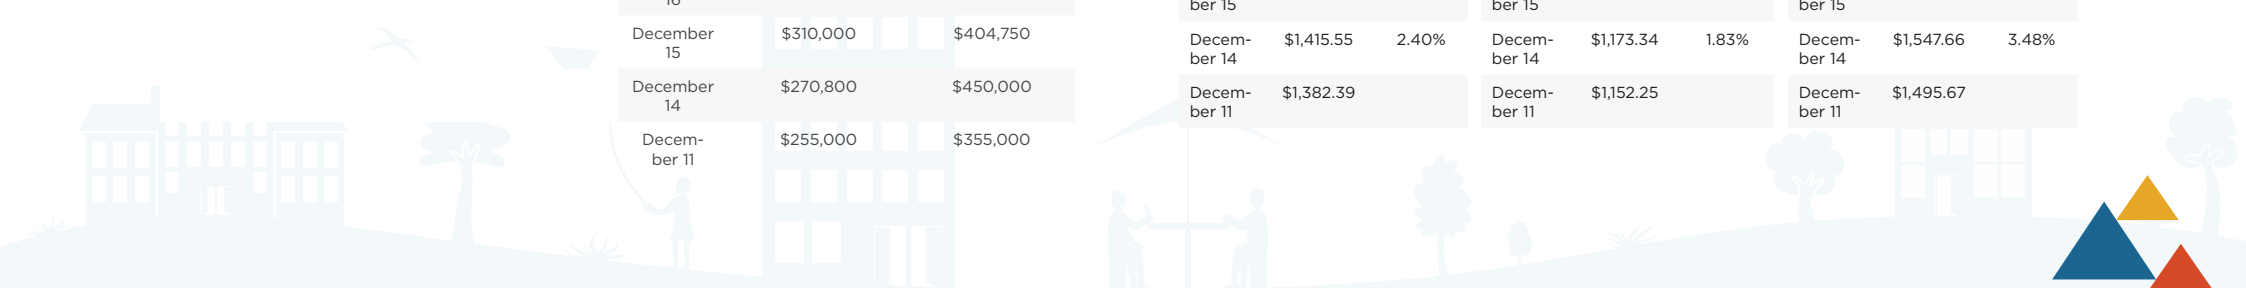 16
December $310,000 $404,750
15
December $270,800 $450,000
14
Decem- $255,000 $355,000
ber 11
ber 15
Decem- $1,415.55 2.40%
ber 14
Decem- $1,382.39
ber 11
ber 15
Decem- $1,173.34 1.83%
ber 14
Decem- $1,152.25
ber 11
ber 15
Decem- $1,547.66 3.48%
ber 14
Decem- $1,495.67
ber 11